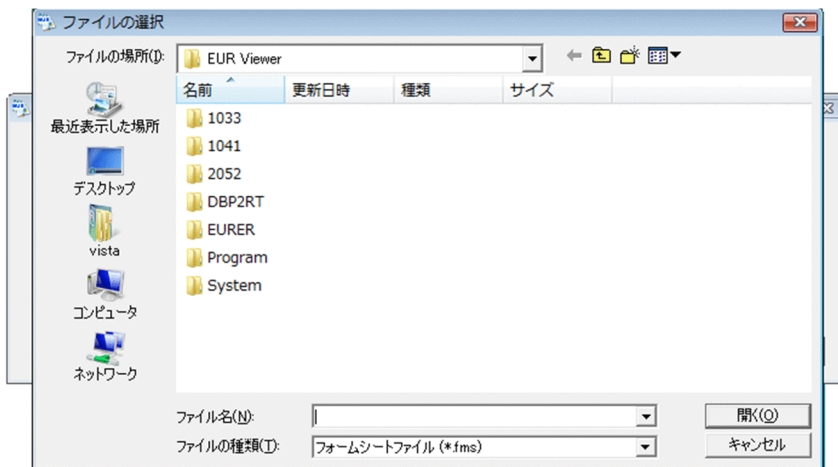 ファイルの選択
ファイルの場所(I):
EUR Viewer
名前 更新日時 種類 サイズ
最近表示した場所
デスクトップ
vista
コンピュータ
ネットワーク
1033
1041
2052
DBP2RT
EURER
Program
System
ファイル名(N):
開く(O)
ファイルの種類(T):
フォームシートファイル (*.fms)
キャンセル